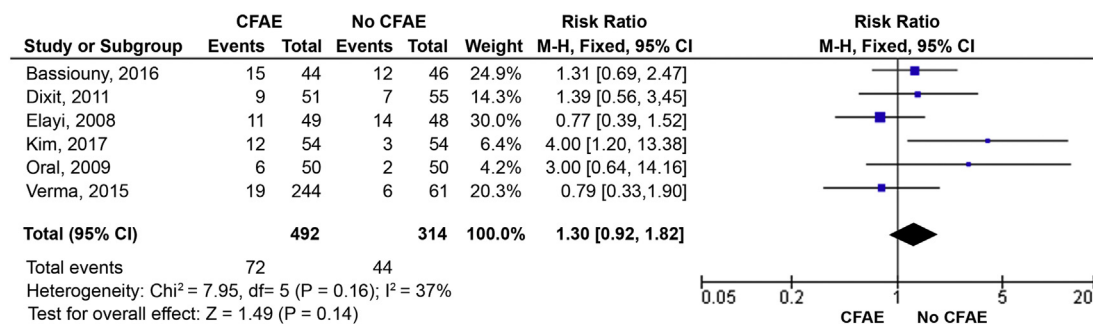 CFAE No CFAE Risk Ratio Risk Ratio
Study or Subgroup Events Total Events Total Weight M-H, Fixed, 95% CI M-H, Fixed, 95% CI
Bassiouny, 2016 15 44 12 46 24.9% 1.31 [0.69, 2.47]
Dixit, 2011 9 51 7 55 14.3% 1.39 [0.56, 3,45]
Elayi, 2008 11 49 14 48 30.0% 0.77 [0.39, 1.52]
Kim, 2017 12 54 3 54 6.4% 4.00 [1.20, 13.38]
Oral, 2009 6 50 2 50 4.2% 3.00 [0.64, 14.16]
Verma, 2015 19 244 6 61 20.3% 0.79 [0.33,1.90]
Total (95% CI) 492 314 100.0% 1.30 [0.92, 1.82]
Total events 72 44
Heterogeneity: Chi² = 7.95, df= 5 (P = 0.16); I² = 37%
Test for overall effect: Z = 1.49 (P = 0.14)
0.05 0.2 1 5 20
CFAE No CFAE